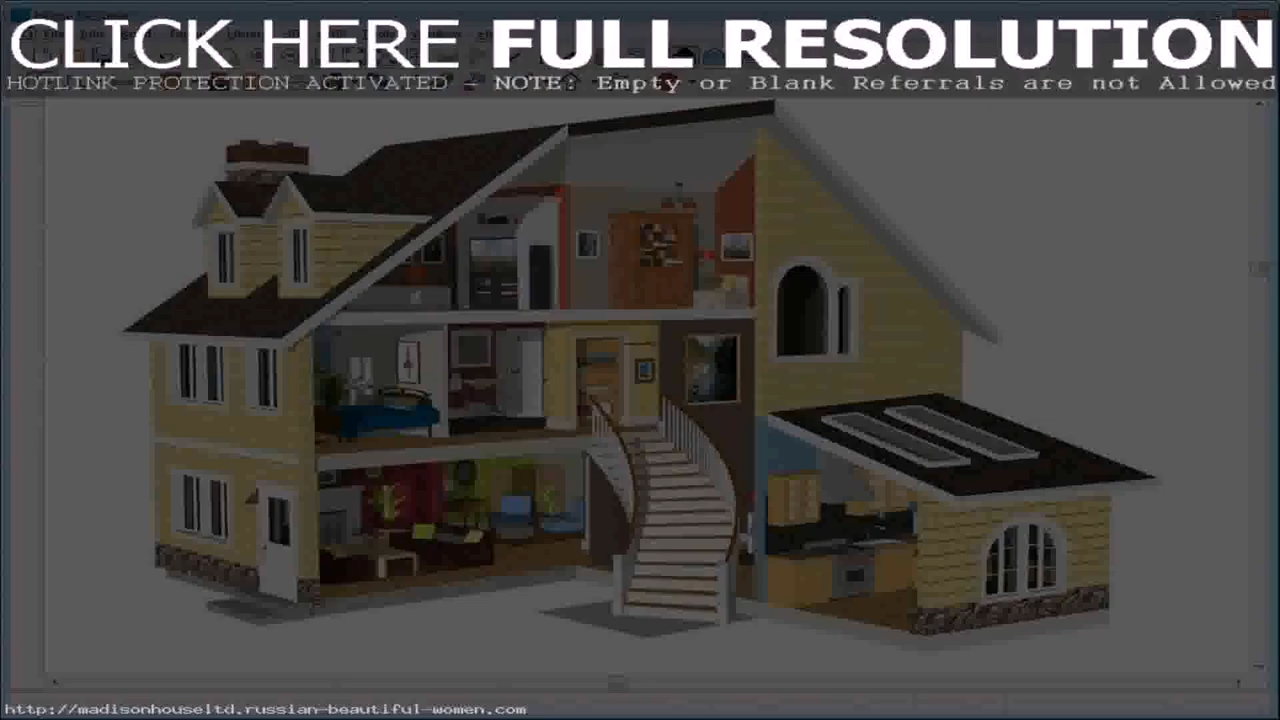 CLICK HERE FULL RESOLUTION
HOTLINK PROTECTION ACTIVATED - NOTE: Empty or Blank Referrals are not Allowed
http://madisonhouseltd.russian-beautiful-women.com